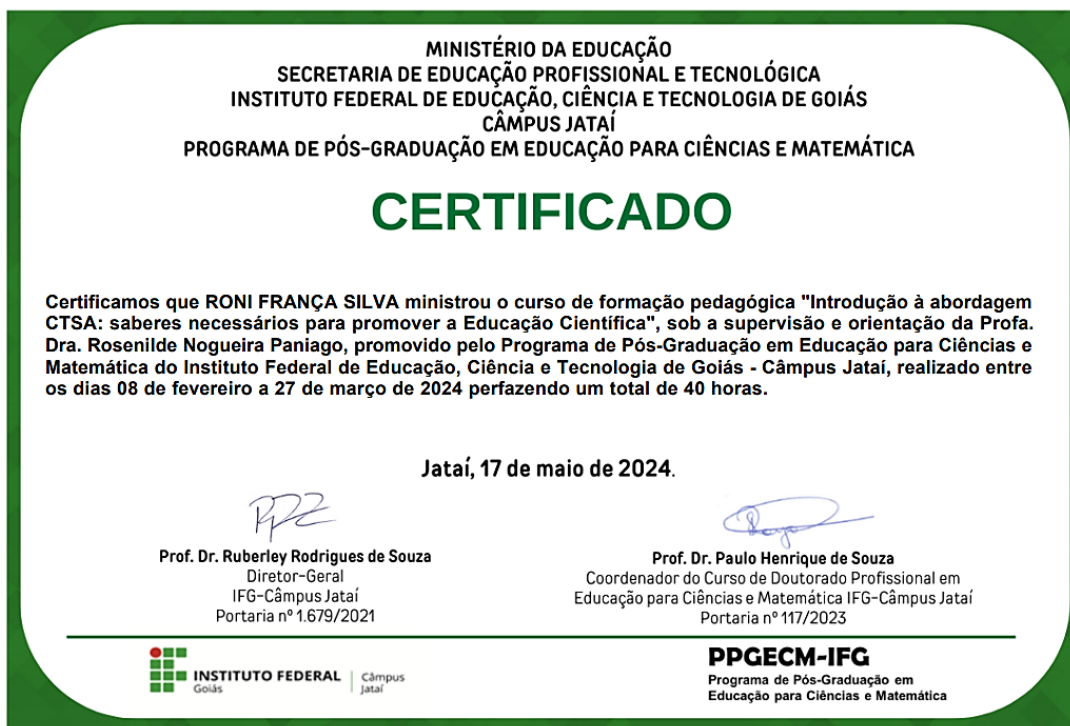 MINISTÉRIO DA EDUCAÇÃO
SECRETARIA DE EDUCAÇÃO PROFISSIONAL E TECNOLÓGICA
INSTITUTO FEDERAL DE EDUCAÇÃO, CIÊNCIA E TECNOLOGIA DE GOIÁS
CÂMPUS JATAÍ
PROGRAMA DE PÓS-GRADUAÇÃO EM EDUCAÇÃO PARA CIÊNCIAS E MATEMÁTICA
CERTIFICADO
Certificamos que RONI FRANÇA SILVA ministrou o curso de formação pedagógica "Introdução à abordagem
CTSA: saberes necessários para promover a Educação Científica", sob a supervisão e orientação da Profa.
Dra. Rosenilde Nogueira Paniago, promovido pelo Programa de Pós-Graduação em Educação para Ciências e
Matemática do Instituto Federal de Educação, Ciência e Tecnologia de Goiás - Câmpus Jataí, realizado entre
os dias 08 de fevereiro a 27 de março de 2024 perfazendo um total de 40 horas.
Jataí, 17 de maio de 2024.
Prof. Dr. Ruberley Rodrigues de Souza
Diretor-Geral
IFG-Câmpus Jataí
Portaria nº 1.679/2021
Prof. Dr. Paulo Henrique de Souza
Coordenador do Curso de Doutorado Profissional em
Educação para Ciências e Matemática IFG-Câmpus Jataí
Portaria nº 117/2023
INSTITUTO FEDERAL
Goiás
Câmpus
Jataí
PPGECM-IFG
Programa de Pós-Graduação em
Educação para Ciências e Matemática